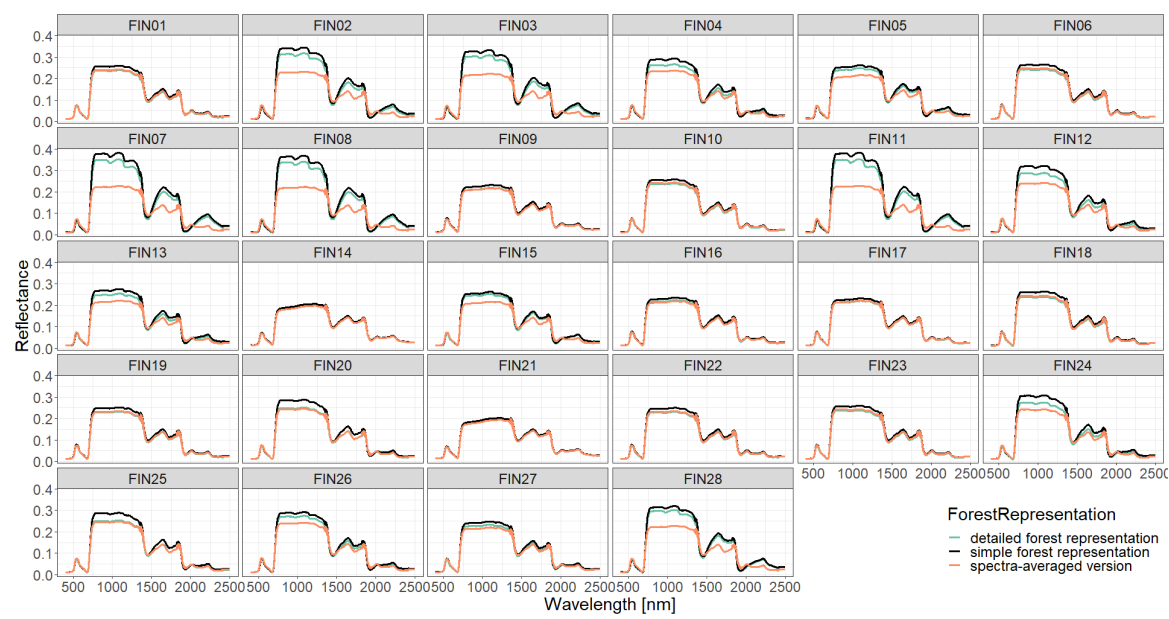 FIN01 FIN02 FIN03 FIN04 FIN05 FIN06
0.4
0.3
0.2
0.1
0.0
FIN07 FIN08 FIN09 FIN10 FIN11 FIN12
0.4
0.3
0.2
0.1
0.0
FIN13 FIN14 FIN15 FIN16 FIN17 FIN18
0.4
0.3
0.2
0.1
0.0
Reflectance
FIN19 FIN20 FIN21 FIN22 FIN23 FIN24
0.4
0.3
0.2
0.1
0.0
500 1000 1500 2000 2500 500 1000 1500 2000 2500
FIN25 FIN26 FIN27 FIN28
0.4
0.3
0.2
0.1
0.0
500 1000 1500 2000 2500 500 1000 1500 2000 2500 500 1000 1500 2000 2500 500 1000 1500 2000 2500
Wavelength [nm]
ForestRepresentation
detailed forest representation
simple forest representation
spectra-averaged version